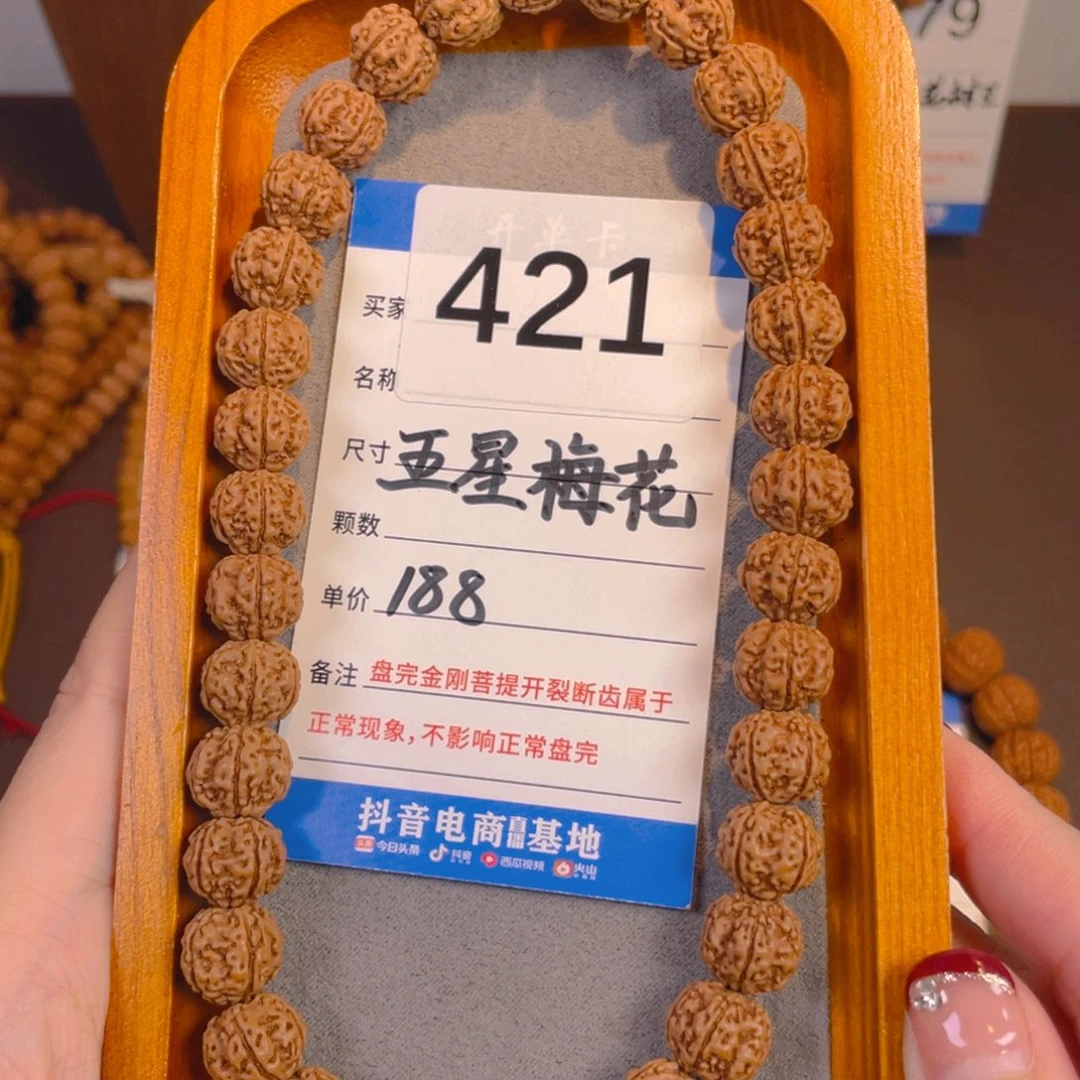 79
开单卡
421
买家
名称
尺寸 五星梅花
颗数
单价 188
备注 盘完金刚菩提开裂断齿属于
正常现象,不影响正常盘完
抖音电商直播基地
今日头条 抖音 西瓜视频 火山